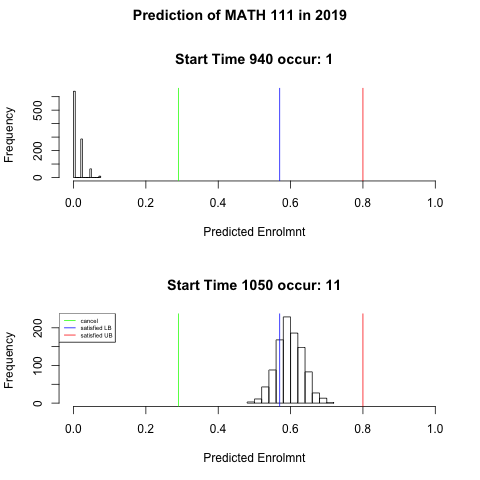 Prediction of MATH 111 in 2019
Start Time 940 occur: 1
Frequency
0 200 500
0.0 0.2 0.4 0.6 0.8 1.0
Predicted Enrolmnt
Start Time 1050 occur: 11
cancel
satisfied LB
satisfied UB
Frequency
0 100 200
0.0 0.2 0.4 0.6 0.8 1.0
Predicted Enrolmnt